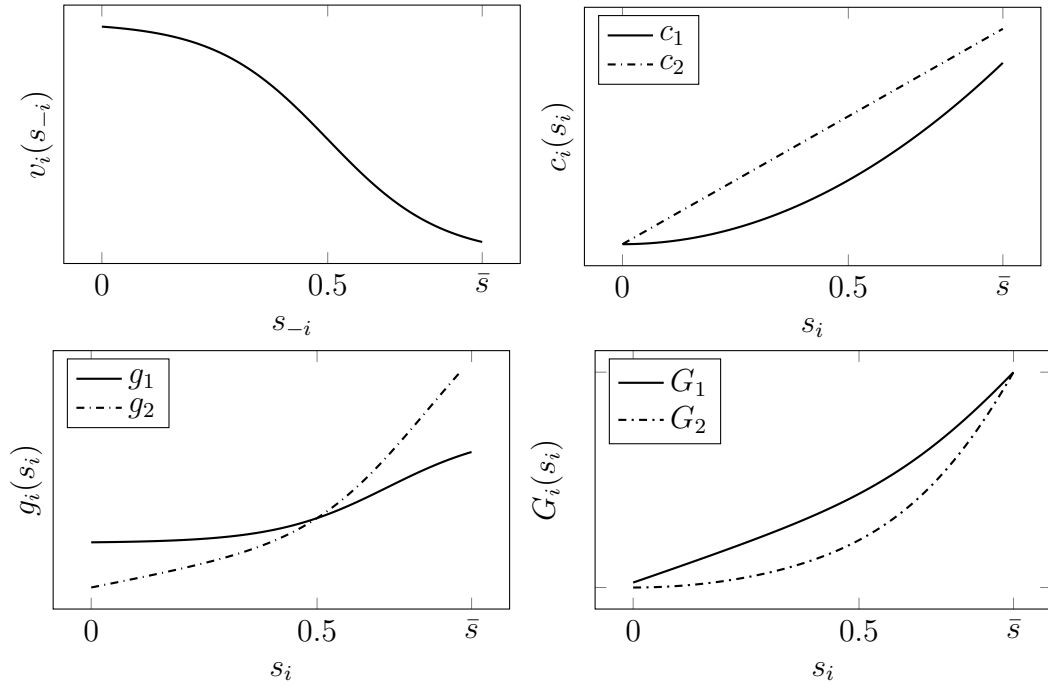 v_i(s_{-i})
0
0.5
s̄
s_{-i}
c_1
c_2
c_i(s_i)
0
0.5
s̄
s_i
g_1
g_2
g_i(s_i)
0
0.5
s̄
s_i
G_1
G_2
G_i(s_i)
0
0.5
s̄
s_i